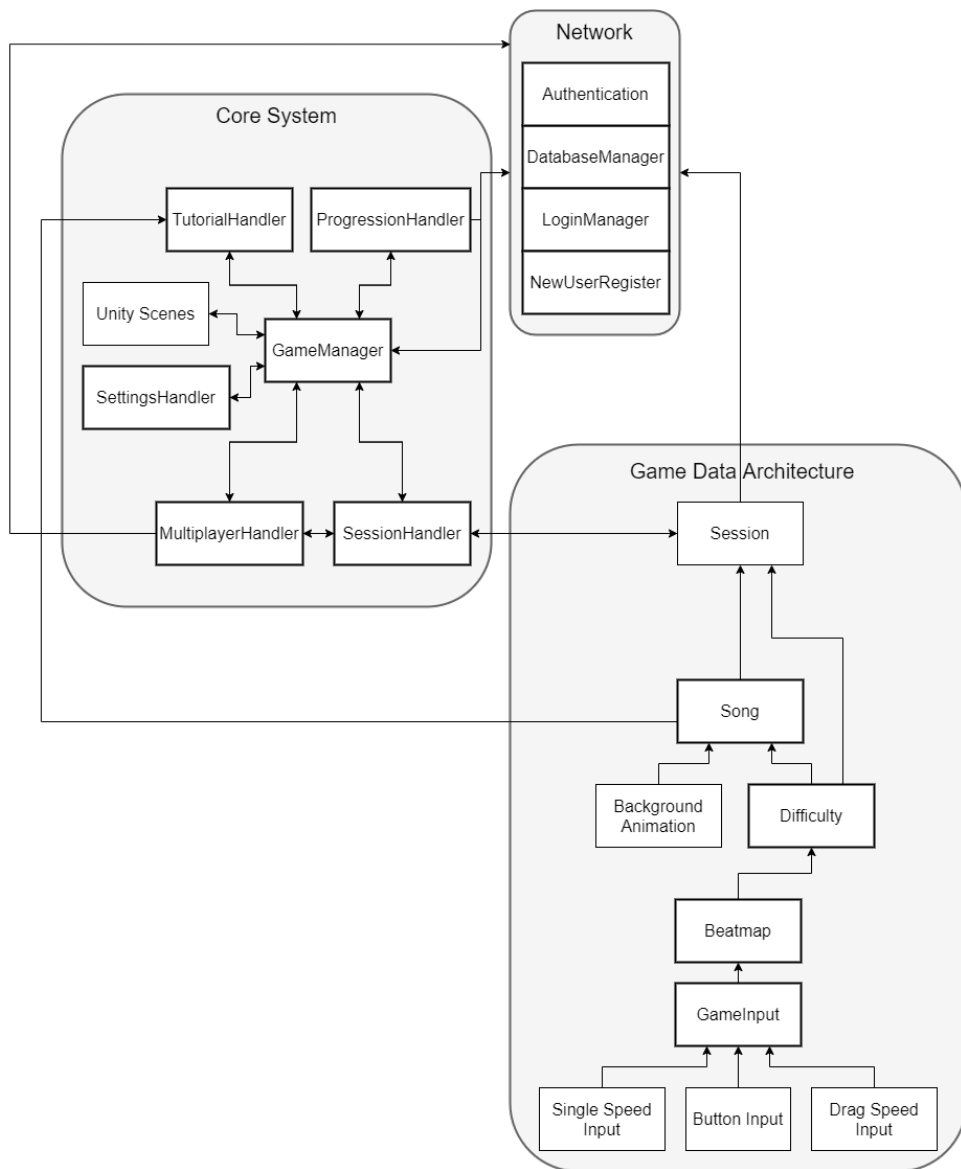 Network
Authentication
DatabaseManager
LoginManager
NewUserRegister
Core System
TutorialHandler
ProgressionHandler
Unity Scenes
GameManager
SettingsHandler
MultiplayerHandler
SessionHandler
Game Data Architecture
Session
Song
Background
Animation
Difficulty
Beatmap
GameInput
Single Speed
Input
Button Input
Drag Speed
Input